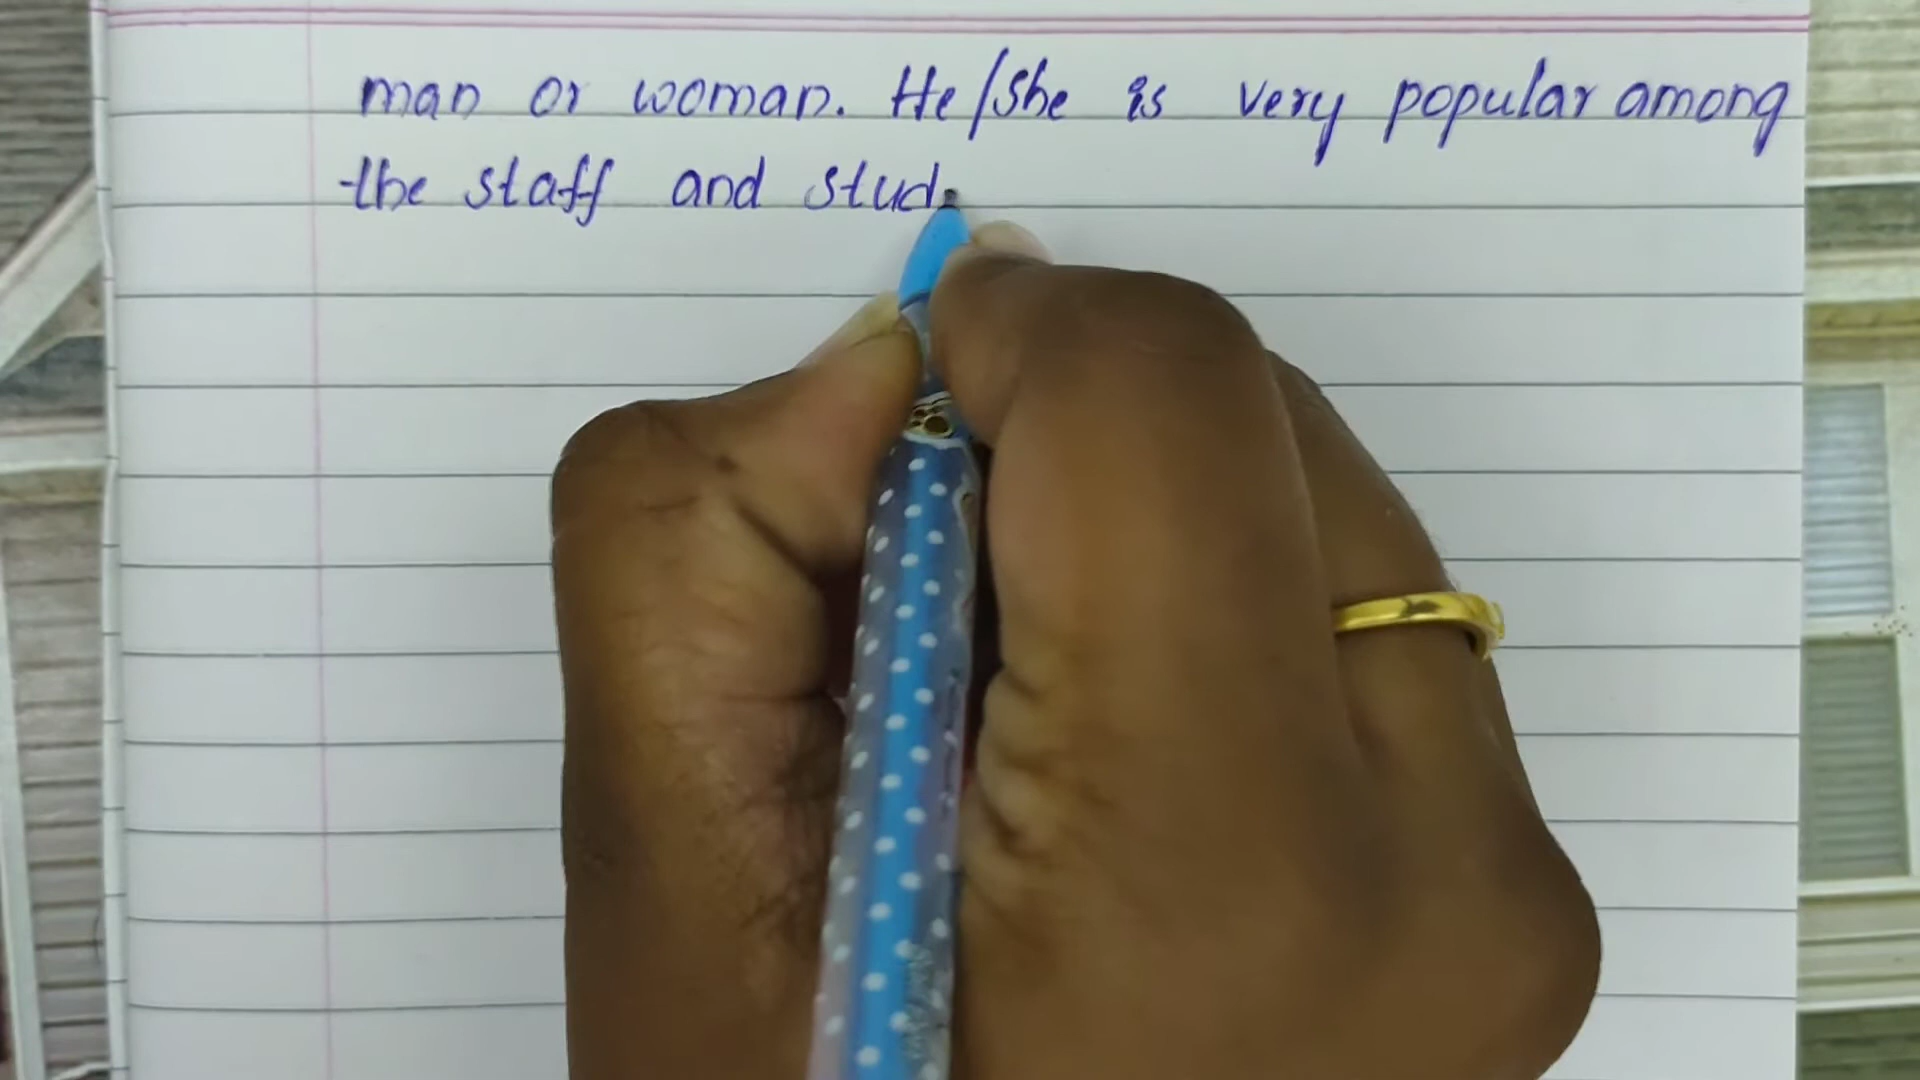 man or woman. He/She is very popular among
the staff and stud